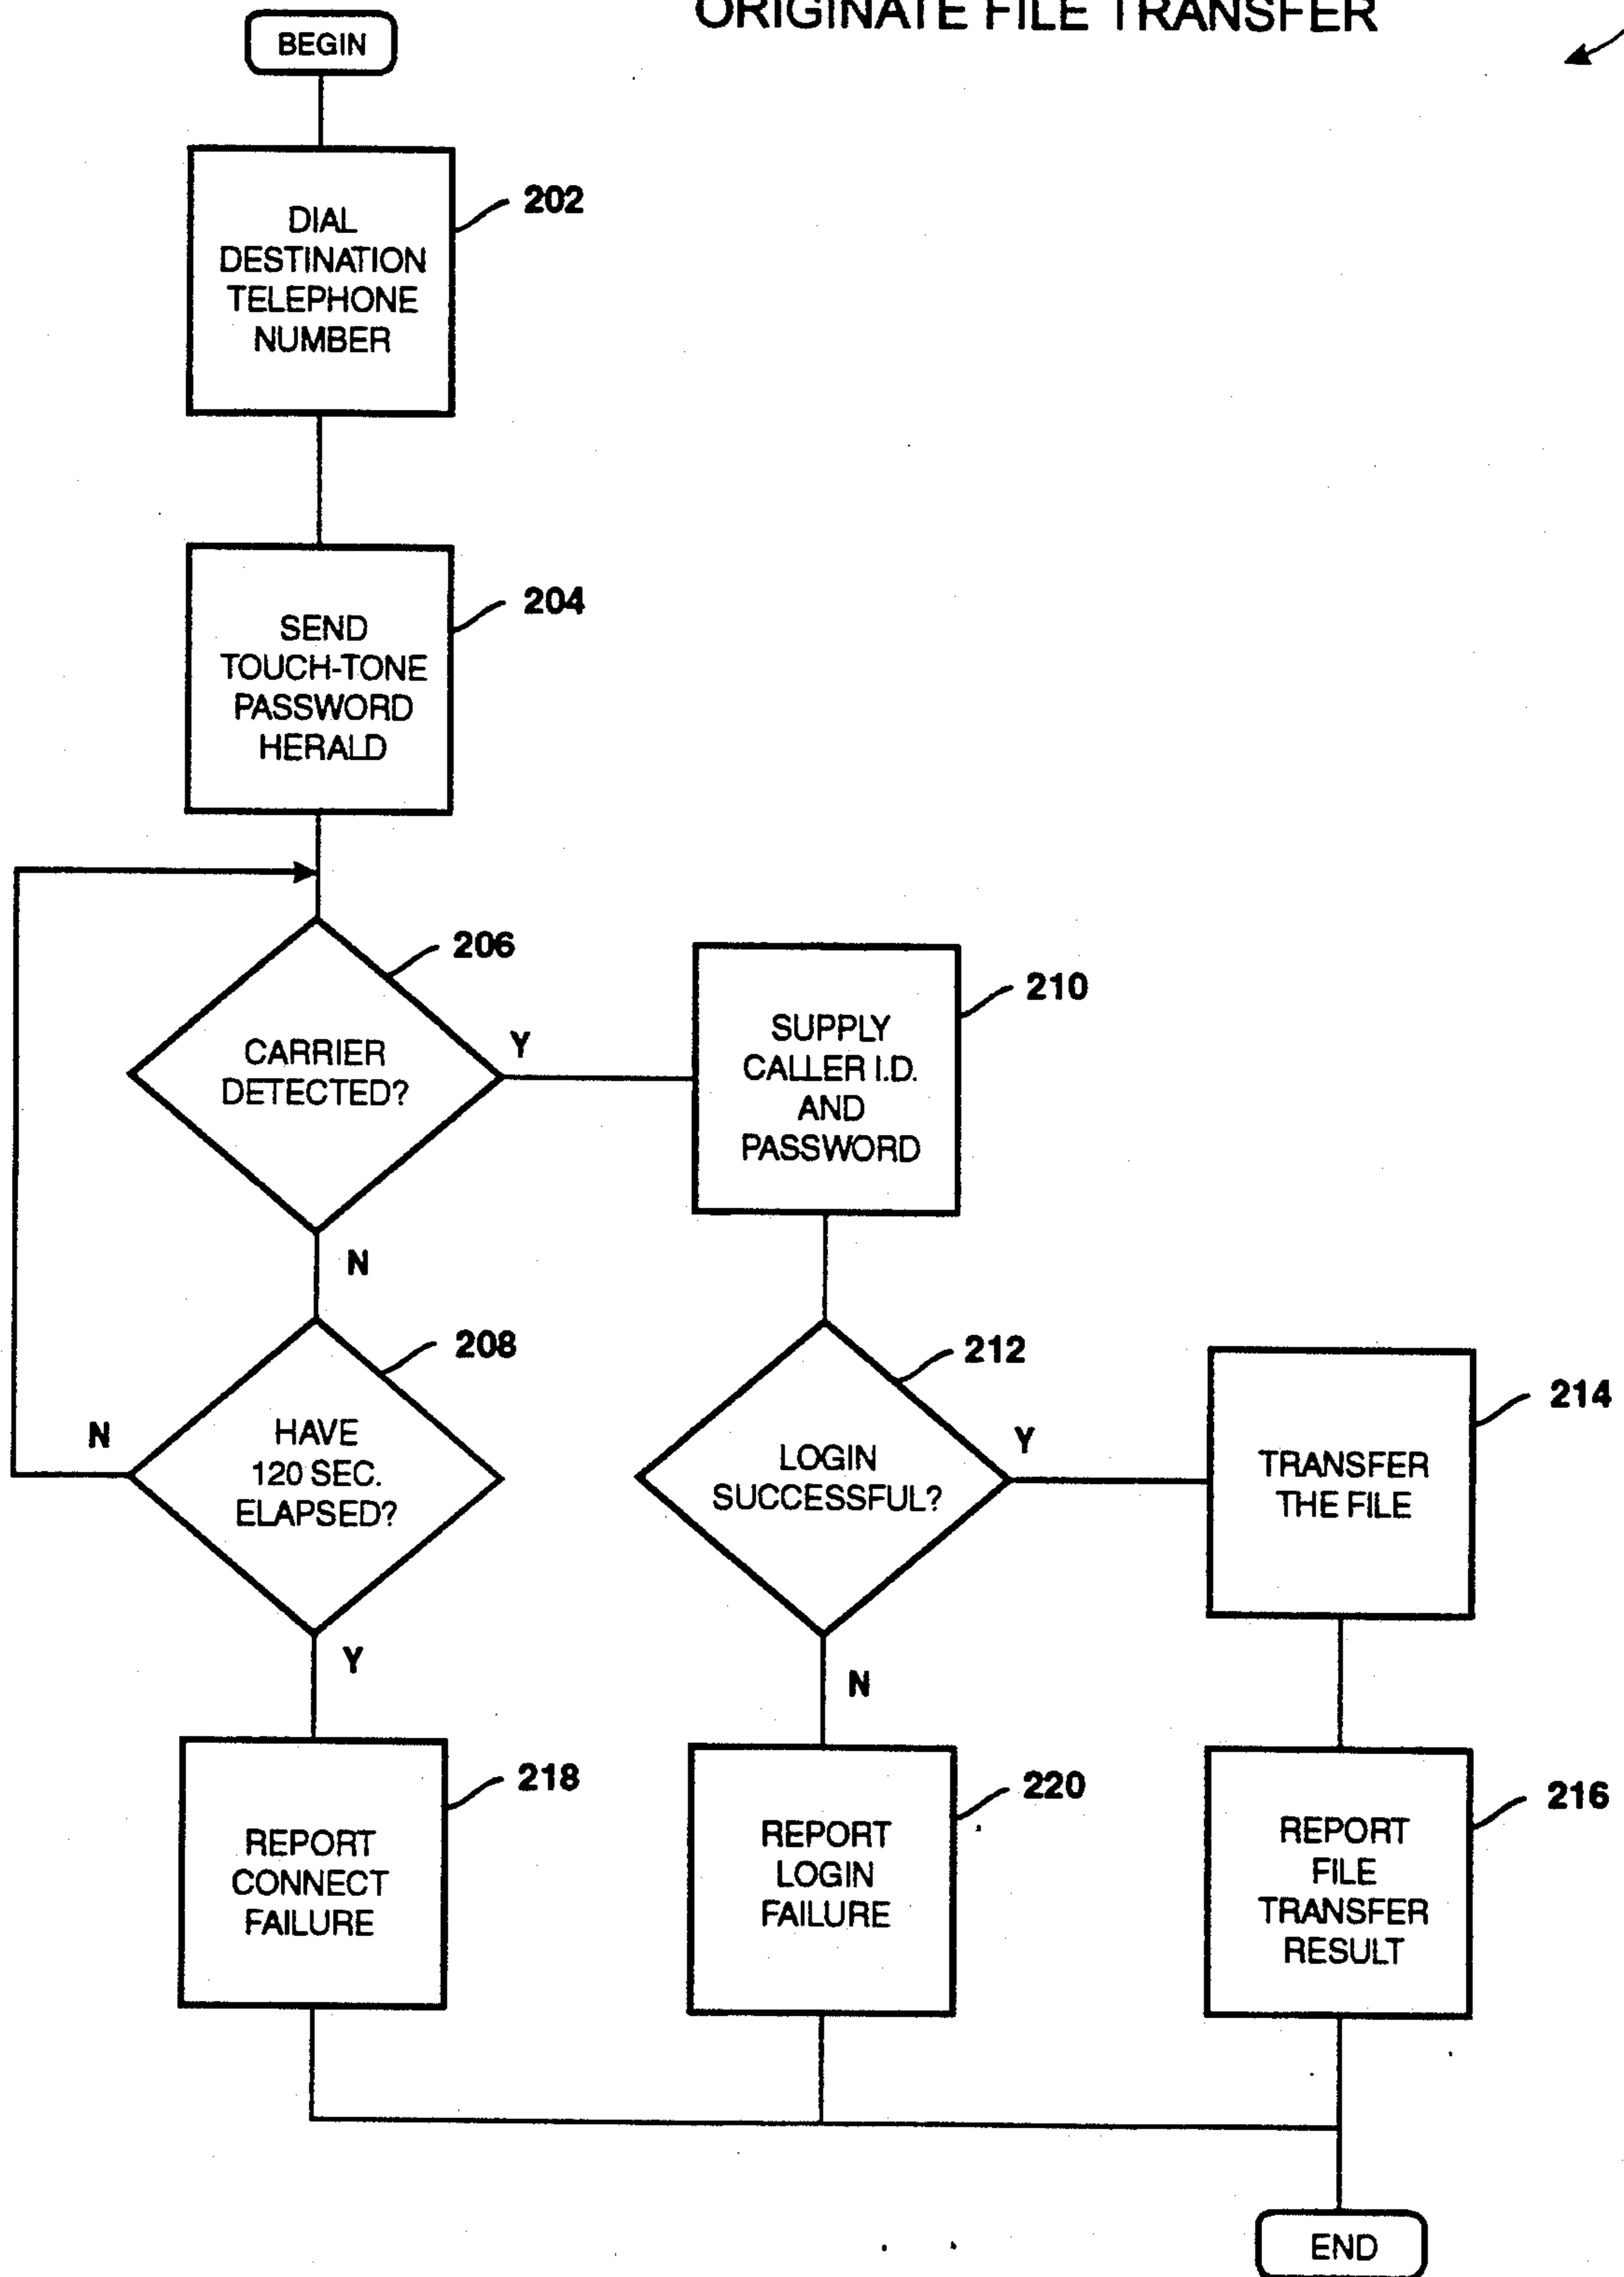 ORIGINATE FILE TRANSFER
BEGIN
DIAL
DESTINATION
TELEPHONE
NUMBER
202
SEND
TOUCH-TONE
PASSWORD
HERALD
204
CARRIER
DETECTED?
206
Y
N
SUPPLY
CALLER I.D.
AND
PASSWORD
210
HAVE
120 SEC.
ELAPSED?
208
N
Y
LOGIN
SUCCESSFUL?
212
Y
N
TRANSFER
THE FILE
214
REPORT
CONNECT
FAILURE
218
REPORT
LOGIN
FAILURE
220
REPORT
FILE
TRANSFER
RESULT
216
END